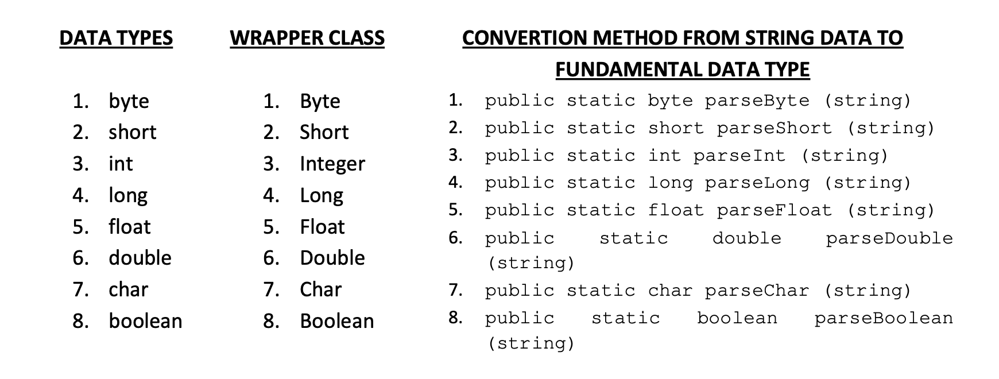 DATA TYPES
1. byte
2. short
3. int
4. long
5. float
6. double
7. char
8. boolean
WRAPPER CLASS
1. Byte
2. Short
3. Integer
4. Long
5. Float
6. Double
7. Char
8. Boolean
CONVERTION METHOD FROM STRING DATA TO
FUNDAMENTAL DATA TYPE
1. public static byte parseByte (string)
2. public static short parseShort (string)
3. public static int parseInt (string)
4. public static long parseLong (string)
5. public static float parseFloat (string)
6. public static double parseDouble
(string)
7. public static char parseChar (string)
8. public static boolean parseBoolean
(string)